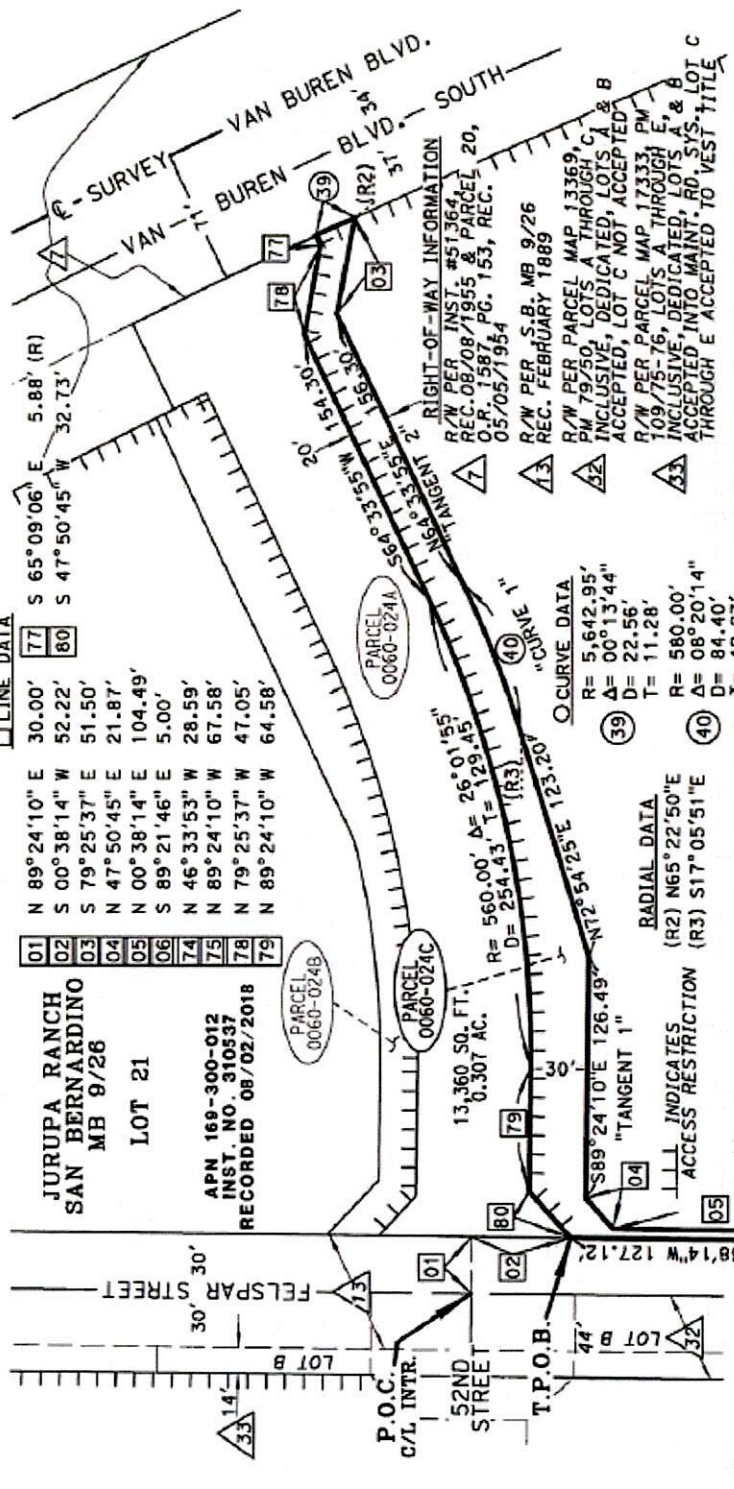 LINE DATA
01 N 89°24'10" E 30.00'
02 S 00°38'14" W 52.22'
03 S 79°25'37" E 51.50'
04 N 47°50'45" E 21.87'
05 N 00°38'14" E 104.49'
06 S 89°21'46" E 5.00'
74 N 46°33'53" W 28.59'
75 N 89°24'10" W 67.58'
78 N 79°25'37" W 47.05'
79 N 89°24'10" W 64.58'
77 S 65°09'06" E 5.88' (R)
80 S 47°50'45" W 32.73'
JURUPA RANCH
SAN BERNARDINO
MB 9/26
LOT 21
APN 169-300-012
INST. NO. 310537
RECORDED 08/02/2018
7
℄ - SURVEY
VAN BUREN BLVD.
VAN BUREN BLVD. SOUTH
71'
37' 34'
77
78
39
(R2)
03
154.30'
156.30'
20'
S64°33'55"W
N64°33'55"E
"TANGENT 2"
PARCEL
0060-024A
PARCEL
0060-024B
PARCEL
0060-024C
R= 560.00' Δ= 26°01'55"
D= 254.43' T= 129.45'
(R3)
40
"CURVE 1"
N72°54'25"E 123.20'
13,360 SQ. FT.
0.307 AC.
30'
79
80
S89°24'10"E 126.49'
"TANGENT 1"
04
05
8'14"W 127.12'
01
02
FELSPAR STREET
30' 30'
13
LOT B
14'
33
P.O.C.
C/L INTR.
52ND
STREET
T.P.O.B.
44'
LOT B
32
RIGHT-OF-WAY INFORMATION
7 R/W PER INST. #51364,
REC. 08/08/1955 & PARCEL 20,
O.R. 1587, PG. 153, REC.
05/05/1954
13 R/W PER S.B. MB 9/26
REC. FEBRUARY 1889
32 R/W PER PARCEL MAP 13369,
PM 79/50, LOTS A THROUGH C,
INCLUSIVE, DEDICATED, LOTS A & B
ACCEPTED, LOT C NOT ACCEPTED
33 R/W PER PARCEL MAP 17333, PM
109/75-76, LOTS A THROUGH E,
INCLUSIVE, DEDICATED, LOTS A & B
ACCEPTED INTO MAINT. RD. SYS., LOT C
THROUGH E ACCEPTED TO VEST TITLE
CURVE DATA
39 R= 5,642.95'
Δ= 00°13'44"
D= 22.56'
T= 11.28'
40 R= 580.00'
Δ= 08°20'14"
D= 84.40'
RADIAL DATA
(R2) N65°22'50"E
(R3) S17°05'51"E
INDICATES
ACCESS RESTRICTION